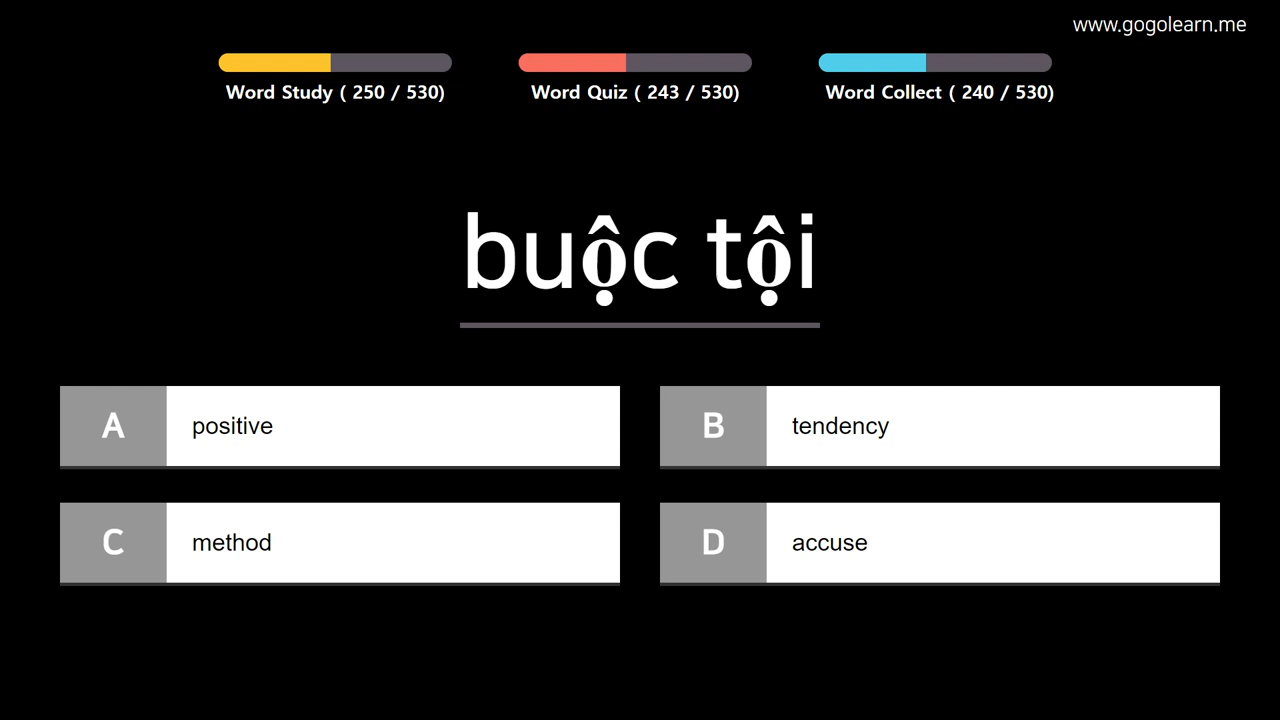 www.gogolearn.me
Word Study ( 250 / 530)
Word Quiz ( 243 / 530)
Word Collect ( 240 / 530)
buộc tội
A positive
B tendency
C method
D accuse